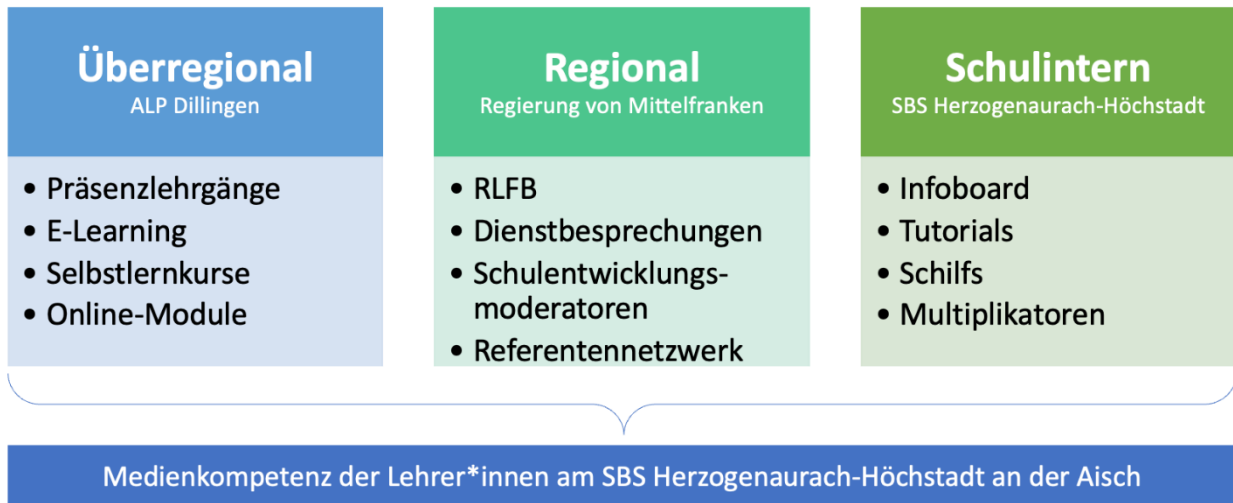 Überregional
ALP Dillingen
• Präsenzlehrgänge
• E-Learning
• Selbstlernkurse
• Online-Module
Regional
Regierung von Mittelfranken
• RLFB
• Dienstbesprechungen
• Schulentwicklungs-
moderatoren
• Referentennetzwerk
Schulintern
SBS Herzogenaurach-Höchstadt
• Infoboard
• Tutorials
• Schilfs
• Multiplikatoren
Medienkompetenz der Lehrer*innen am SBS Herzogenaurach-Höchstadt an der Aisch